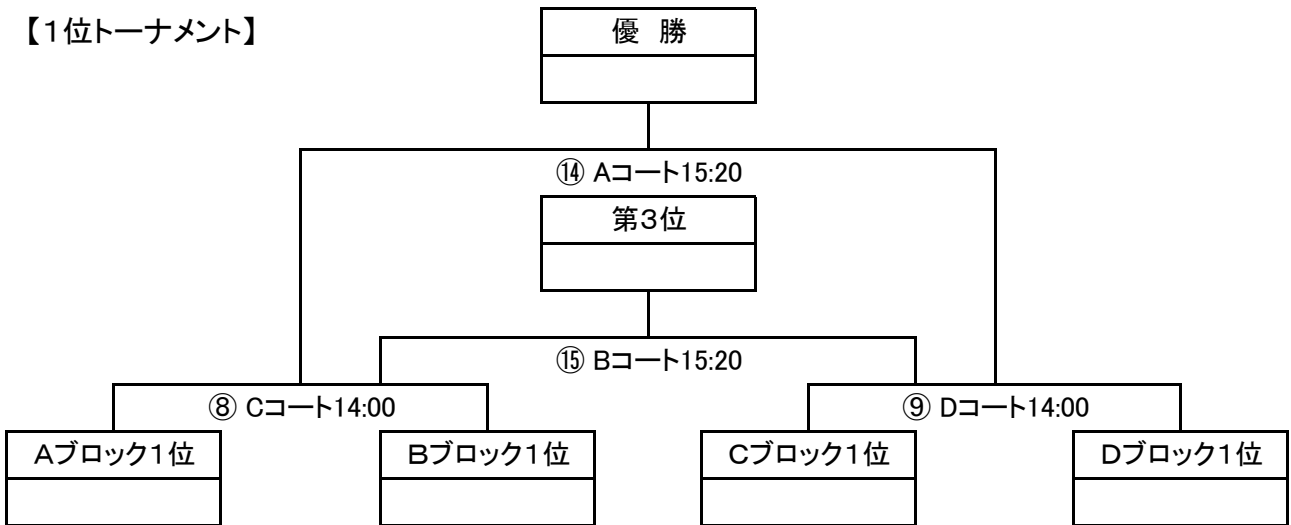 【１位トーナメント】
優　勝
⑭ Aコート15:20
第３位
⑮ Bコート15:20
⑧ Cコート14:00
⑨ Dコート14:00
Ａブロック１位
Ｂブロック１位
Ｃブロック１位
Ｄブロック１位